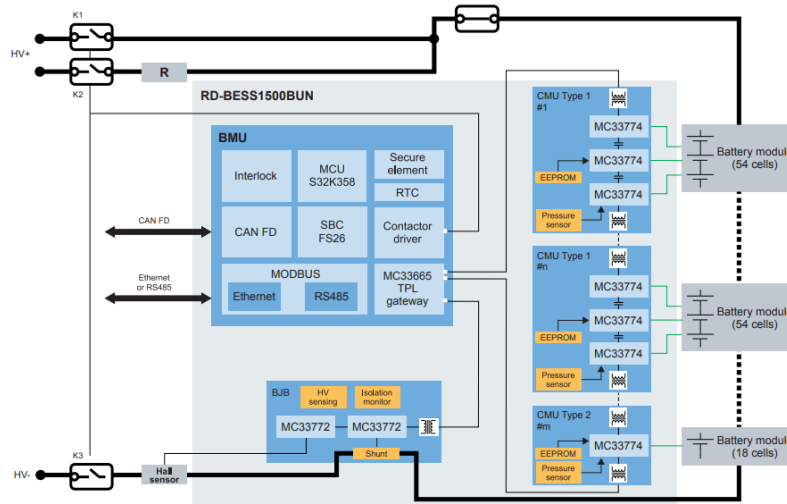 K1
HV+
K2
R
RD-BESS1500BUN
BMU
Interlock
MCU
S32K358
Secure
element
RTC
CAN FD
CAN FD
SBC
FS26
Contactor
driver
Ethernet
or RS485
MODBUS
Ethernet
RS485
MC33665
TPL
gateway
BJB
HV
sensing
Isolation
monitor
MC33772
MC33772
Shunt
K3
HV-
Hall
sensor
CMU Type 1
#1
MC33774
MC33774
EEPROM
MC33774
Pressure
sensor
Battery module
(54 cells)
CMU Type 1
#n
MC33774
MC33774
EEPROM
MC33774
Pressure
sensor
Battery module
(54 cells)
CMU Type 2
#m
MC33774
EEPROM
Pressure
sensor
Battery module
(18 cells)